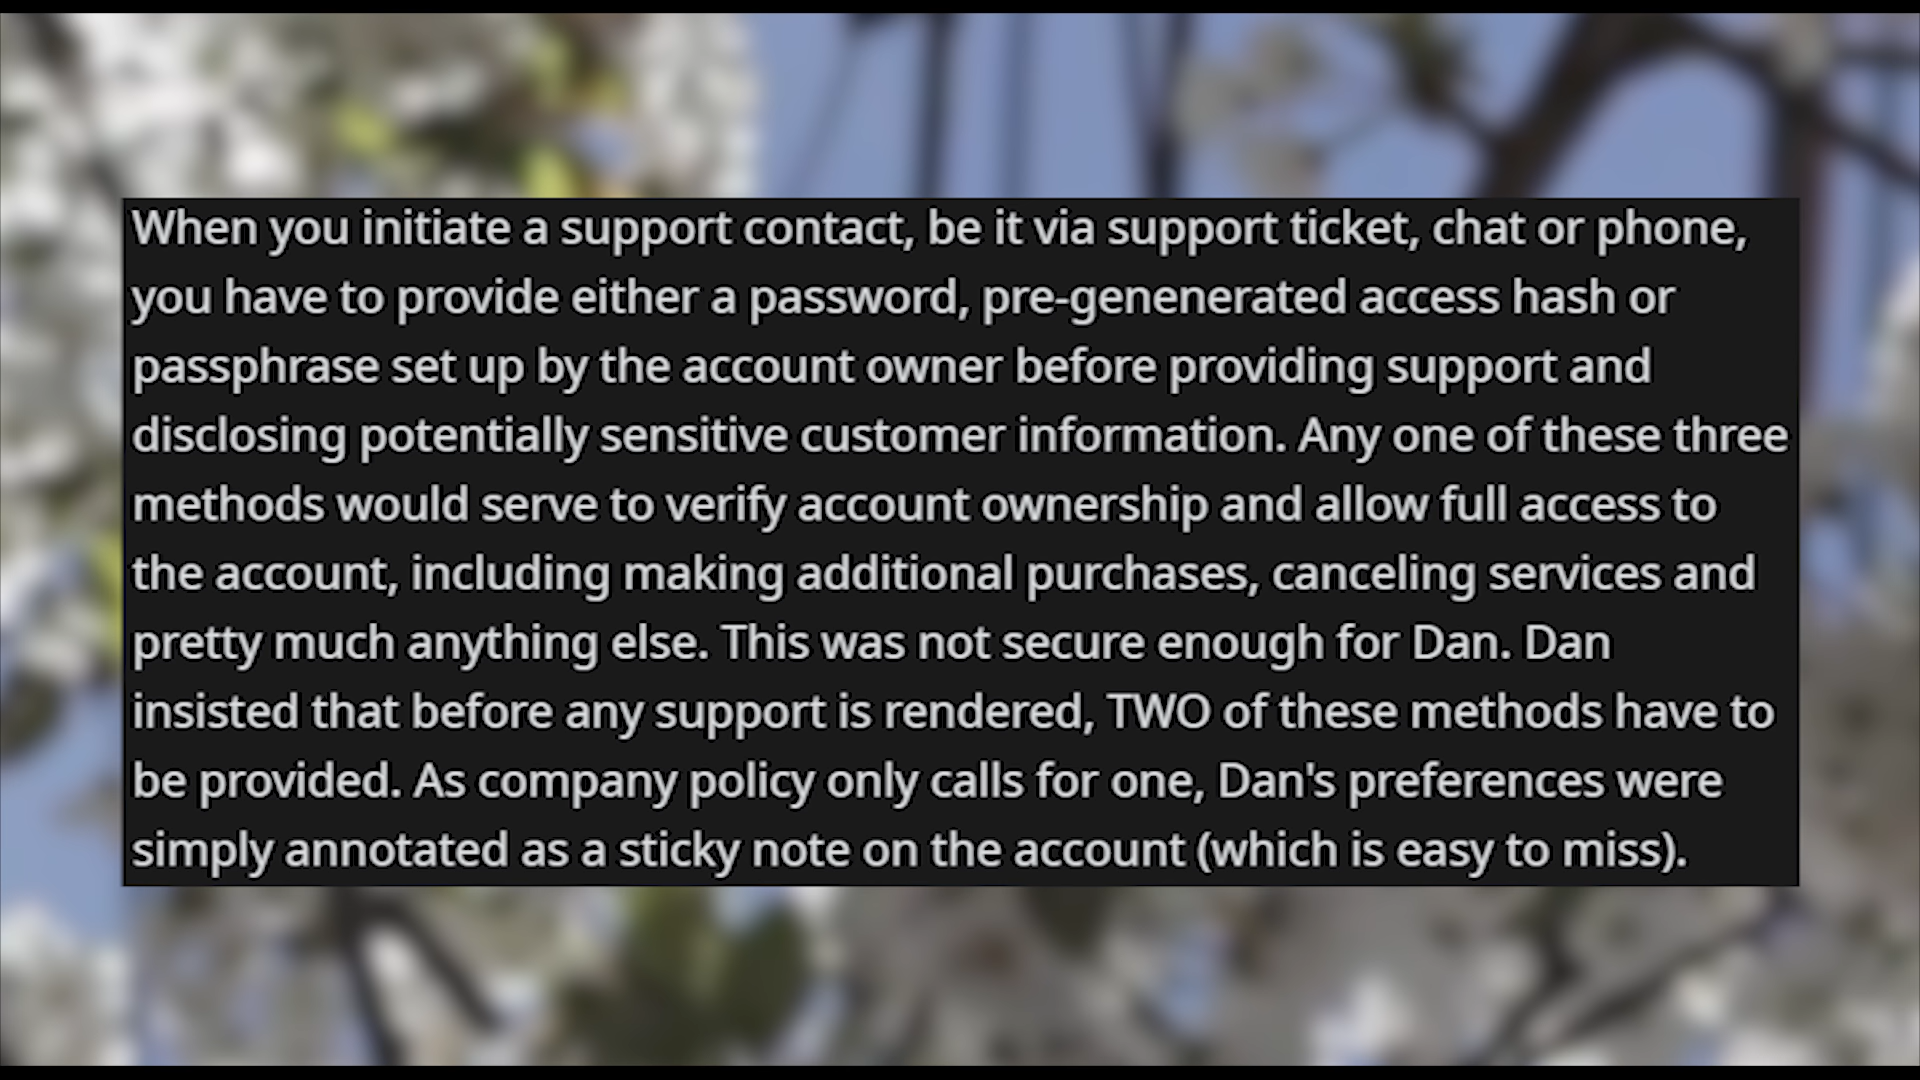 When you initiate a support contact, be it via support ticket, chat or phone,
you have to provide either a password, pre-genenerated access hash or
passphrase set up by the account owner before providing support and
disclosing potentially sensitive customer information. Any one of these three
methods would serve to verify account ownership and allow full access to
the account, including making additional purchases, canceling services and
pretty much anything else. This was not secure enough for Dan. Dan
insisted that before any support is rendered, TWO of these methods have to
be provided. As company policy only calls for one, Dan's preferences were
simply annotated as a sticky note on the account (which is easy to miss).